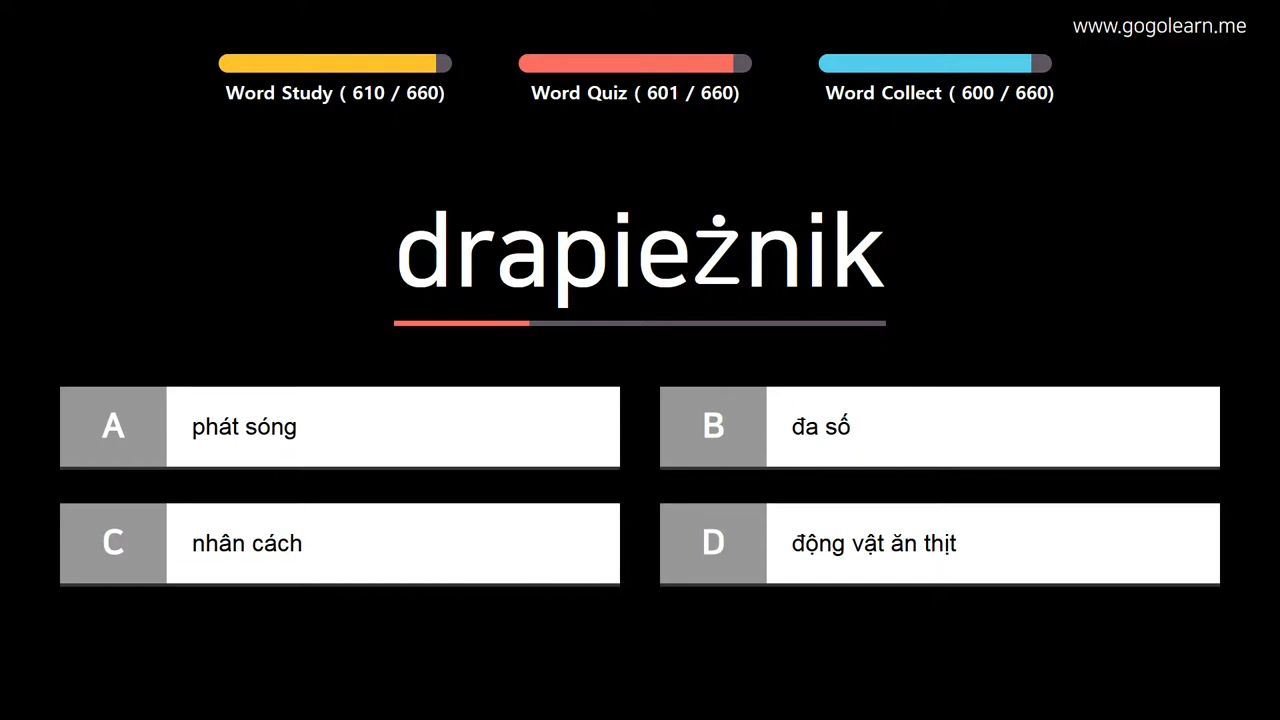 www.gogolearn.me
Word Study ( 610 / 660)
Word Quiz ( 601 / 660)
Word Collect ( 600 / 660)
drapieżnik
A phát sóng
B đa số
C nhân cách
D động vật ăn thịt